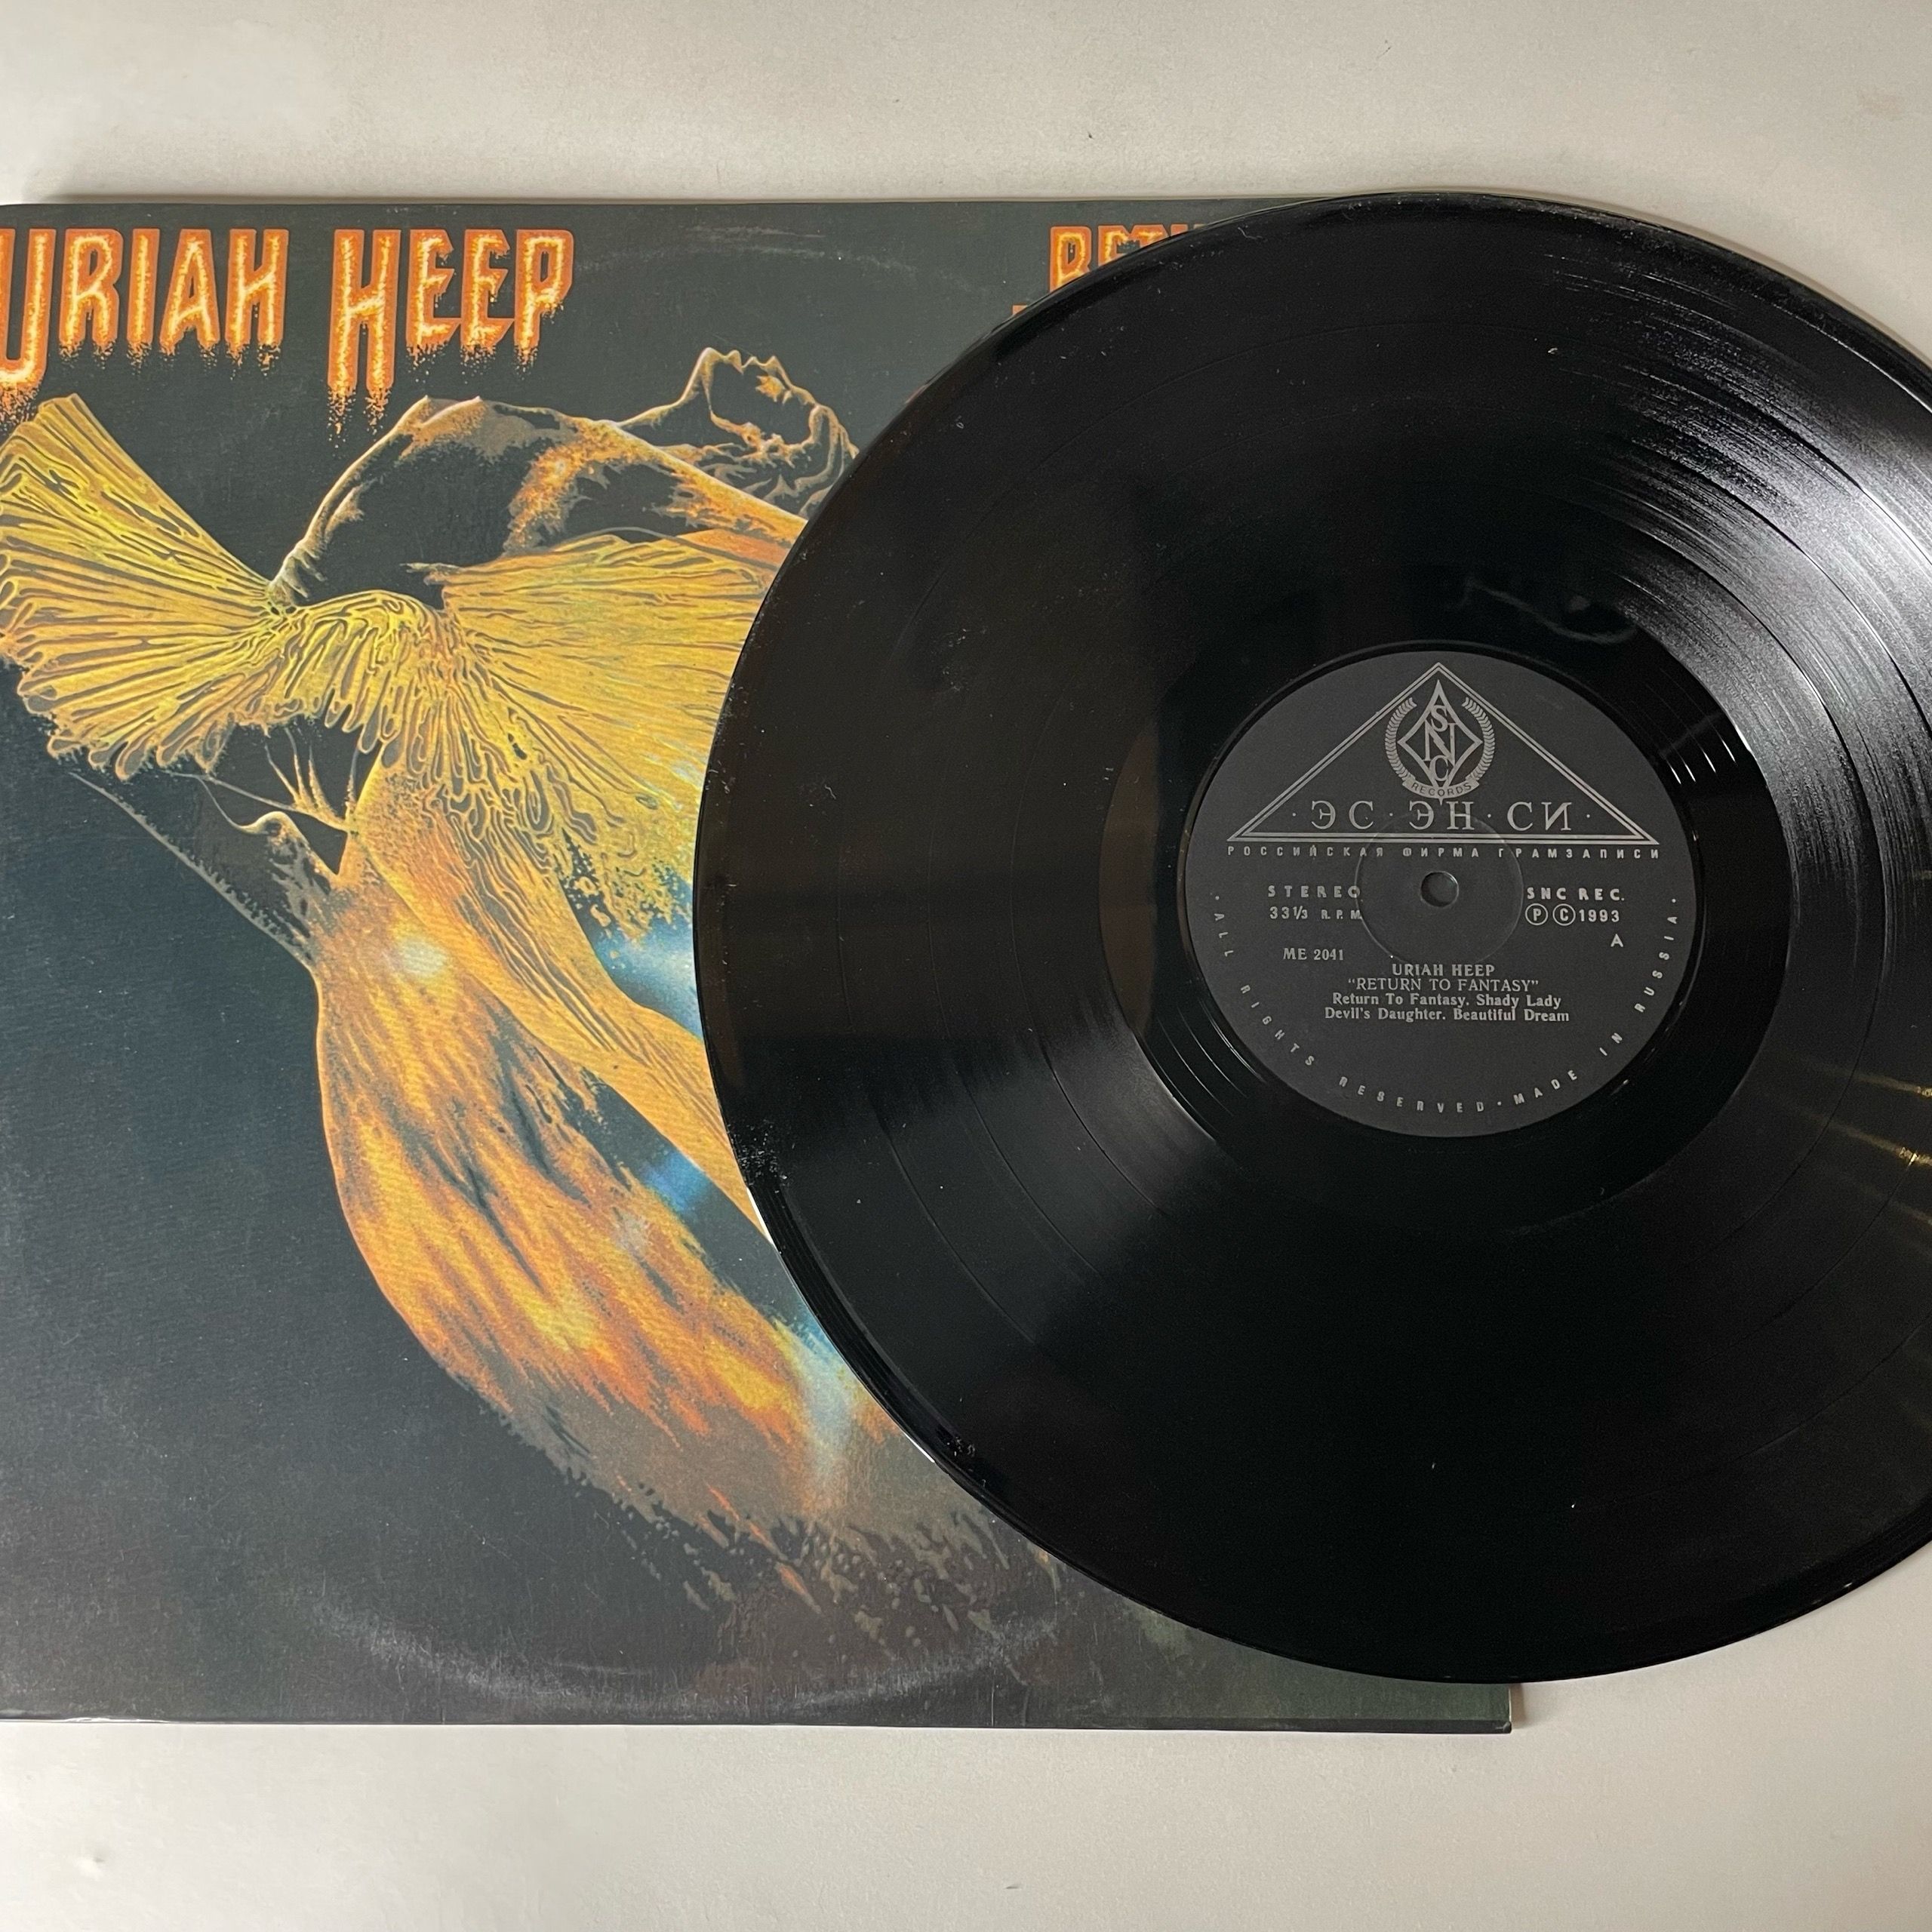 URIAH HEEP
ASNC
RECORDS
· ЭС · ЭН · СИ ·
РОССИЙСКАЯ ФИРМА ГРАМЗАПИСИ
STEREO SNC REC.
33⅓ R.P.M. ℗ © 1993
A
ME 2041
URIAH HEEP
"RETURN TO FANTASY"
Return To Fantasy. Shady Lady
Devil's Daughter. Beautiful Dream
· ALL RIGHTS RESERVED · MADE IN RUSSIA ·